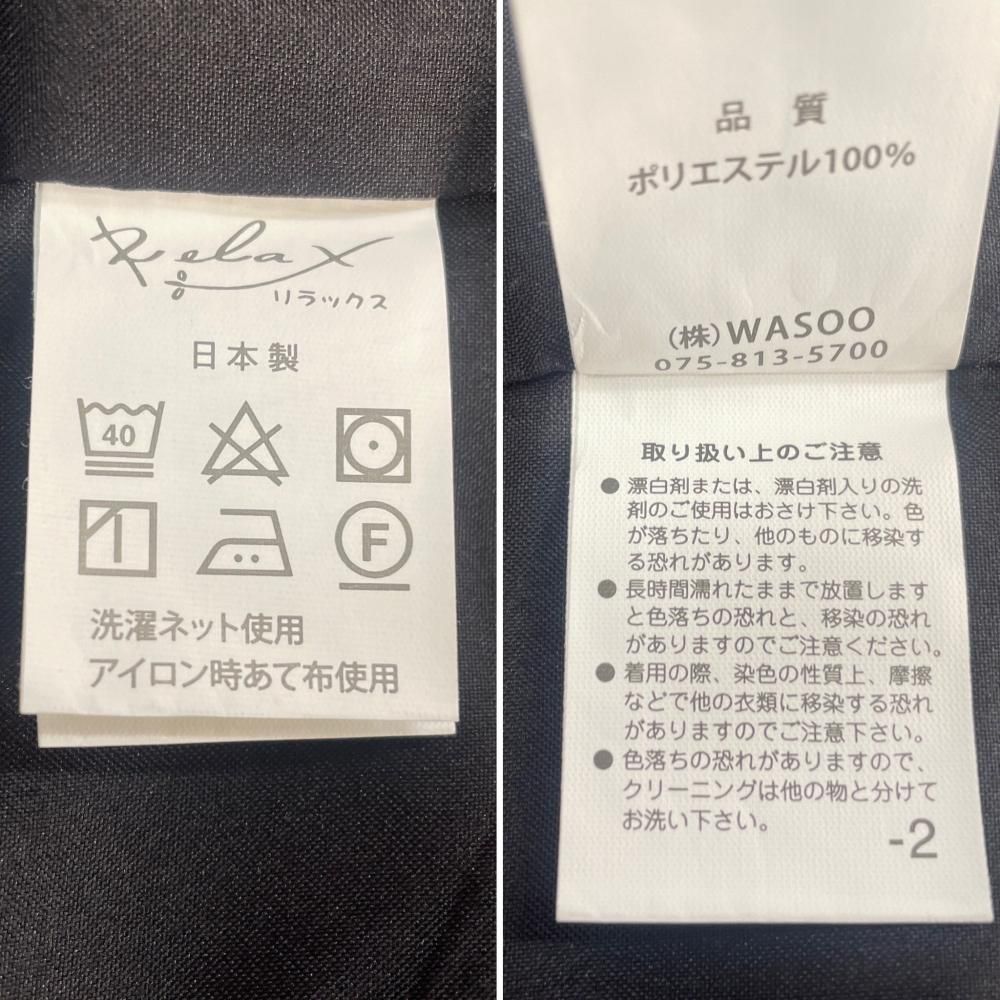 Relax
リラックス
日本製
40
F
洗濯ネット使用
アイロン時あて布使用
品 質
ポリエステル100%
(株)WASOO
075-813-5700
取り扱い上のご注意
● 漂白剤または、漂白剤入りの洗
剤のご使用はおさけ下さい。色
が落ちたり、他のものに移染す
る恐れがあります。
● 長時間濡れたままで放置します
と色落ちの恐れと、移染の恐れ
がありますのでご注意ください。
● 着用の際、染色の性質上、摩擦
などで他の衣類に移染する恐れ
がありますのでご注意下さい。
● 色落ちの恐れがありますので、
クリーニングは他の物と分けて
お洗い下さい。
-2